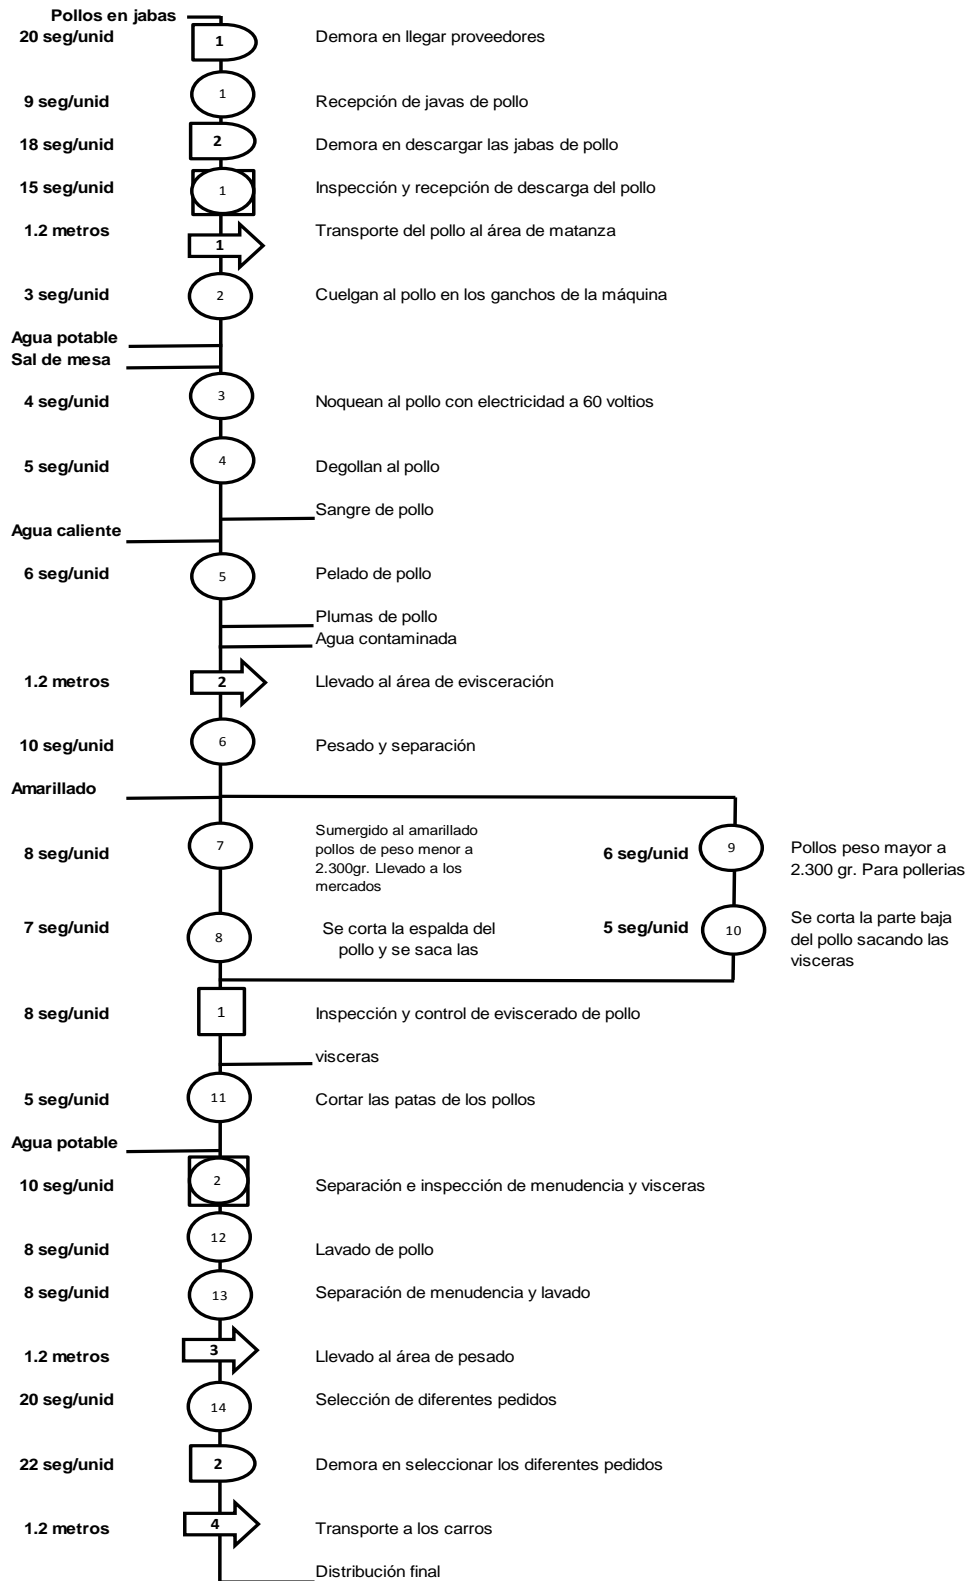 Pollos en jabas
20 seg/unid 1 Demora en llegar proveedores
9 seg/unid 1 Recepción de javas de pollo
18 seg/unid 2 Demora en descargar las jabas de pollo
15 seg/unid 1 Inspección y recepción de descarga del pollo
1.2 metros 1 Transporte del pollo al área de matanza
3 seg/unid 2 Cuelgan al pollo en los ganchos de la máquina
Agua potable
Sal de mesa
4 seg/unid 3 Noquean al pollo con electricidad a 60 voltios
5 seg/unid 4 Degollan al pollo
Sangre de pollo
Agua caliente
6 seg/unid 5 Pelado de pollo
Plumas de pollo
Agua contaminada
1.2 metros 2 Llevado al área de evisceración
10 seg/unid 6 Pesado y separación
Amarillado
8 seg/unid 7
Sumergido al amarillado
pollos de peso menor a
2.300gr. Llevado a los
mercados
6 seg/unid 9
Pollos peso mayor a
2.300 gr. Para pollerias
7 seg/unid 8
Se corta la espalda del
pollo y se saca las
5 seg/unid 10
Se corta la parte baja
del pollo sacando las
visceras
8 seg/unid 1 Inspección y control de eviscerado de pollo
visceras
5 seg/unid 11 Cortar las patas de los pollos
Agua potable
10 seg/unid 2 Separación e inspección de menudencia y visceras
8 seg/unid 12 Lavado de pollo
8 seg/unid 13 Separación de menudencia y lavado
1.2 metros 3 Llevado al área de pesado
20 seg/unid 14 Selección de diferentes pedidos
22 seg/unid 2 Demora en seleccionar los diferentes pedidos
1.2 metros 4 Transporte a los carros
Distribución final